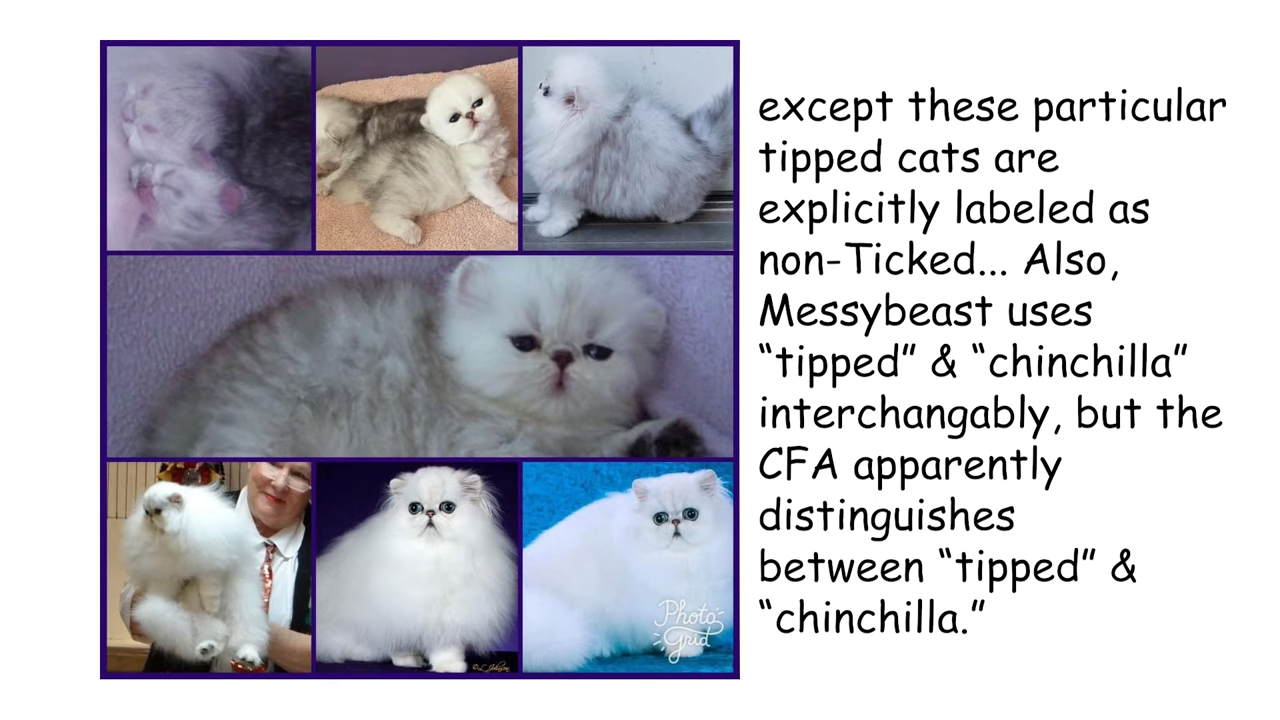 except these particular
tipped cats are
explicitly labeled as
non-Ticked... Also,
Messybeast uses
“tipped” & “chinchilla”
interchangably, but the
CFA apparently
distinguishes
between “tipped” &
“chinchilla.”
Photo
Grid
©L. Johnson